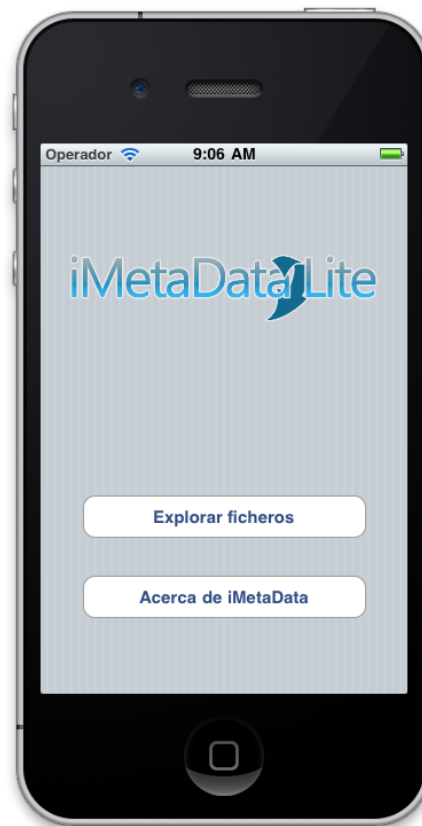 Operador 9:06 AM
iMetaData Lite
Explorar ficheros
Acerca de iMetaData